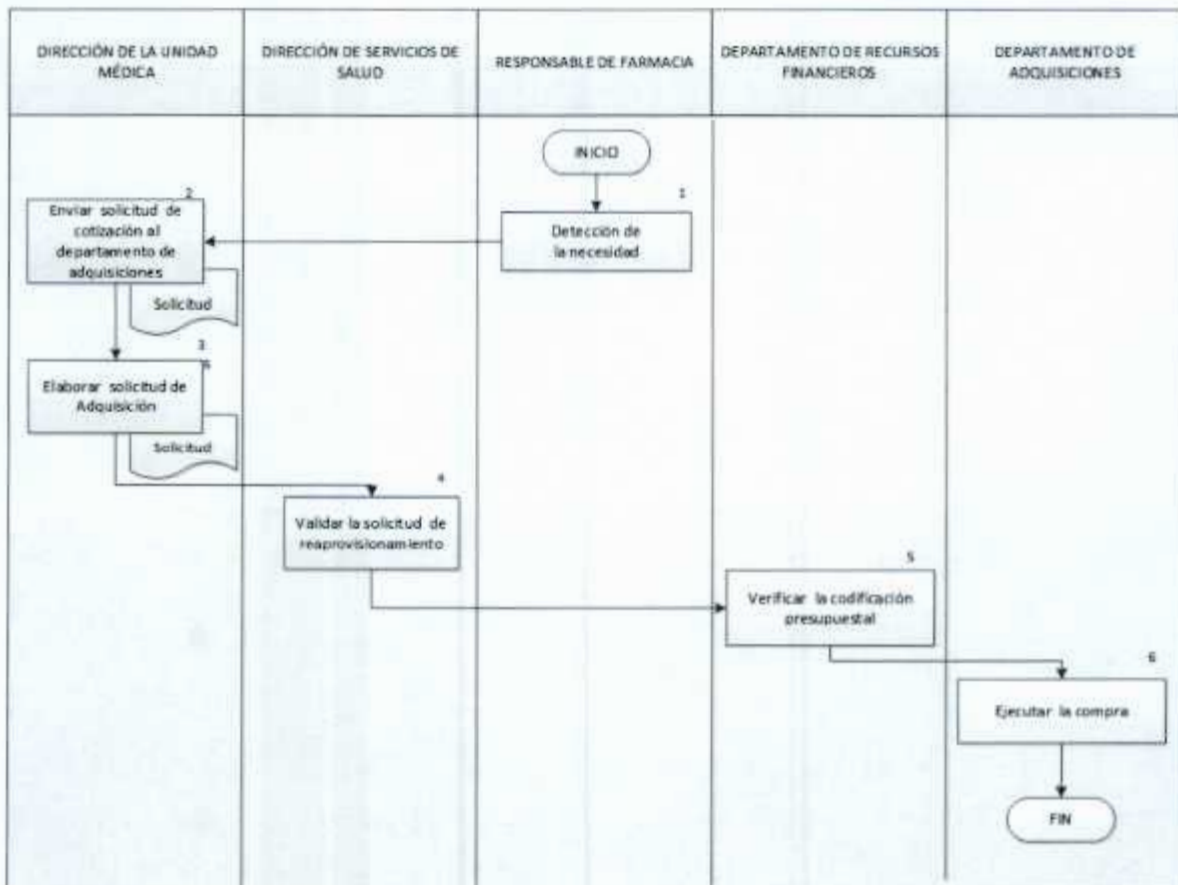 DIRECCIÓN DE LA UNIDAD
MÉDICA
DIRECCIÓN DE SERVICIOS DE
SALUD
RESPONSABLE DE FARMACIA
DEPARTAMENTO DE RECURSOS
FINANCIEROS
DEPARTAMENTO DE
ADQUISICIONES
INICIO
1
Detección de
la necesidad
2
Enviar solicitud de
cotización al
departamento de
adquisiciones
Solicitud
3
Elaborar solicitud de
Adquisición
Solicitud
4
Validar la solicitud de
reaprovisionamiento
5
Verificar la codificación
presupuestal
6
Ejecutar la compra
FIN